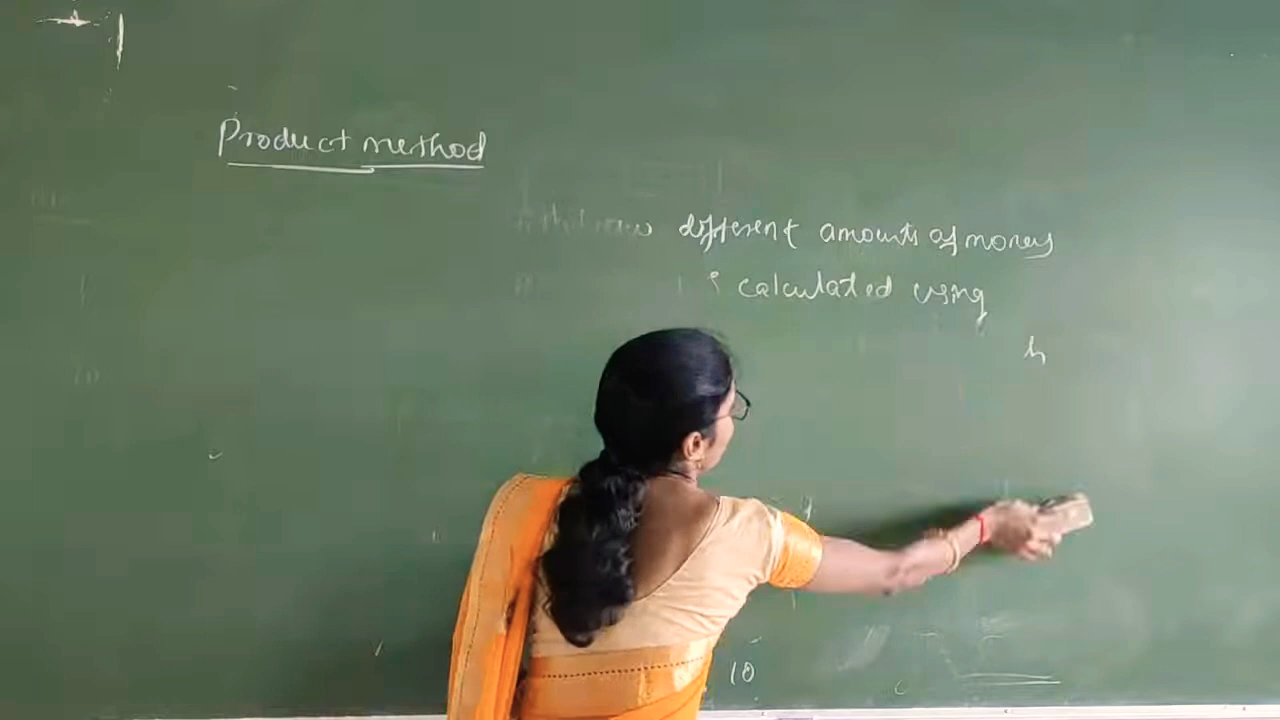 Product method
different amounts of money
calculated using
h
10